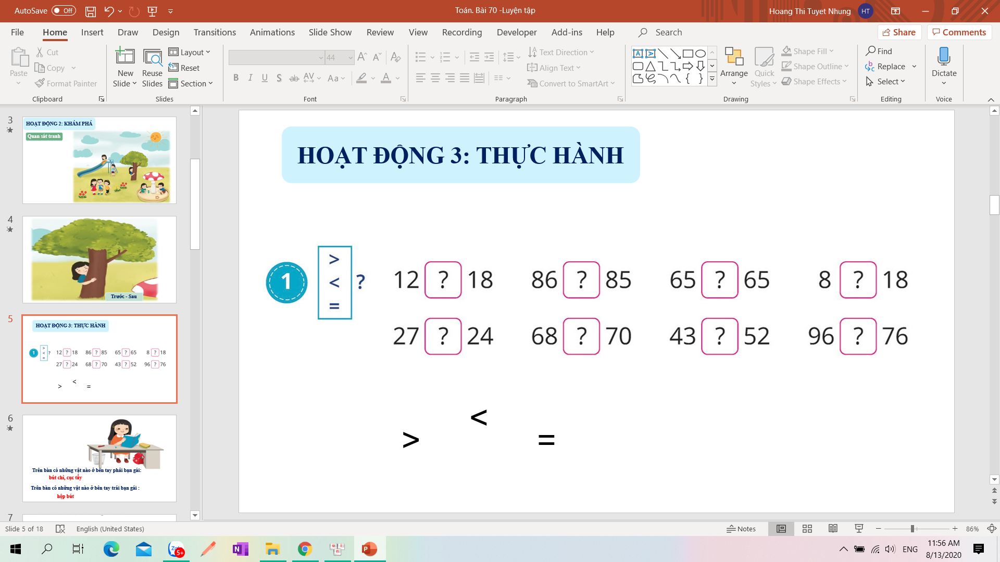 AutoSave Off
Toán. Bài 70 -Luyện tập
Hoang Thi Tuyet Nhung HT
File Home Insert Draw Design Transitions Animations Slide Show Review View Recording Developer Add-ins Help Search
Share Comments
Paste
Cut
Copy
Format Painter
Clipboard
New Slide
Reuse Slides
Layout
Reset
Section
Slides
44
B I U S ab AV Aa A
Font
Text Direction
Align Text
Convert to SmartArt
Paragraph
Arrange
Quick Styles
Shape Fill
Shape Outline
Shape Effects
Drawing
Find
Replace
Select
Editing
Dictate
Voice
3
HOẠT ĐỘNG 2: KHÁM PHÁ
Quan sát tranh
4
Trước - Sau
5
HOẠT ĐỘNG 3: THỰC HÀNH
1 > < = ?
12 ? 18 86 ? 85 65 ? 65 8 ? 18
27 ? 24 68 ? 70 43 ? 52 96 ? 76
> < =
6
Trên bàn có những vật nào ở bên tay phải bạn gái:
bút chì, cục tẩy
Trên bàn có những vật nào ở bên tay trái bạn gái :
hộp bút
7
HOẠT ĐỘNG 3: THỰC HÀNH
1 > < = ?
12 ? 18 86 ? 85 65 ? 65 8 ? 18
27 ? 24 68 ? 70 43 ? 52 96 ? 76
> < =
Slide 5 of 18 English (United States)
Notes 86%
5+
ENG
11:56 AM
8/13/2020